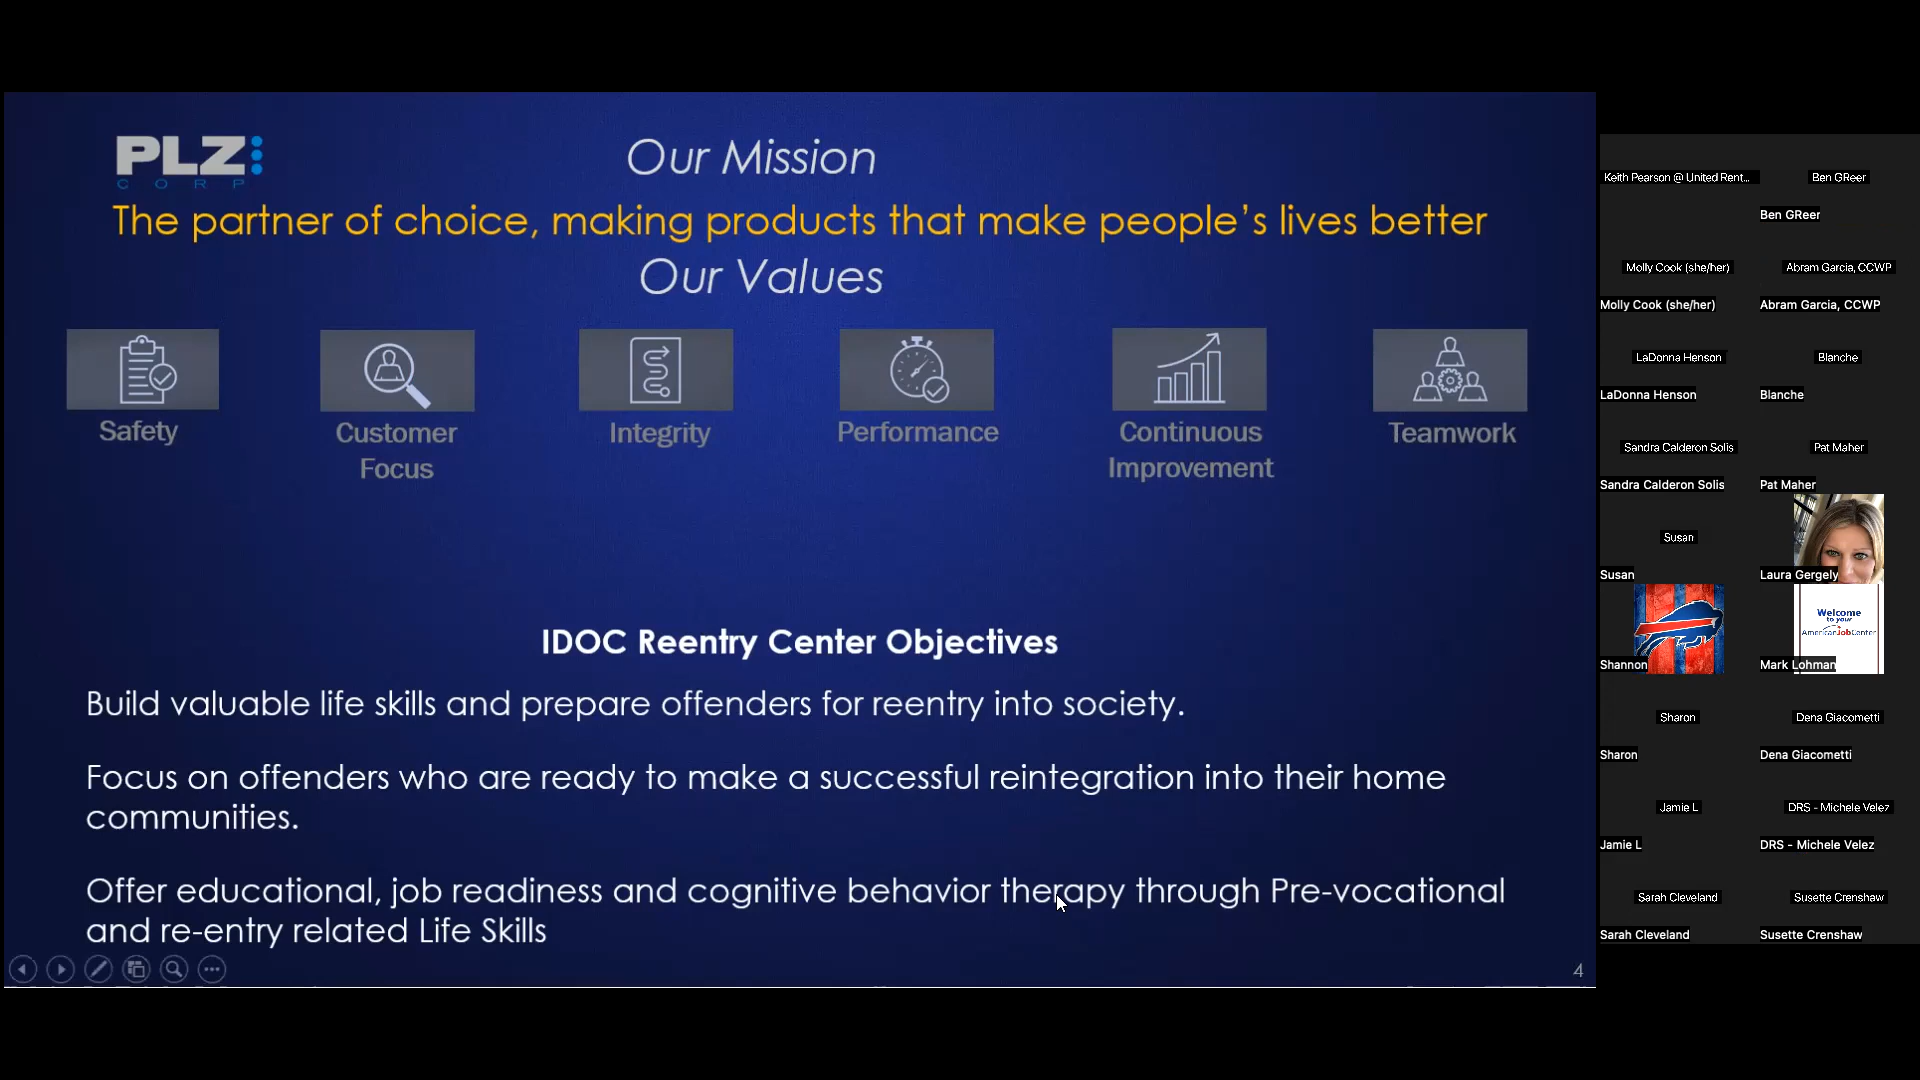 PLZ
CORP
Our Mission
The partner of choice, making products that make people's lives better
Our Values
Safety
Customer
Focus
Integrity
Performance
Continuous
Improvement
Teamwork
IDOC Reentry Center Objectives
Build valuable life skills and prepare offenders for reentry into society.
Focus on offenders who are ready to make a successful reintegration into their home
communities.
Offer educational, job readiness and cognitive behavior therapy through Pre-vocational
and re-entry related Life Skills
4
Keith Pearson @ United Rent...
Ben GReer
Ben GReer
Molly Cook (she/her)
Abram Garcia, CCWP
Molly Cook (she/her)
Abram Garcia, CCWP
LaDonna Henson
Blanche
LaDonna Henson
Blanche
Sandra Calderon Solis
Pat Maher
Sandra Calderon Solis
Pat Maher
Susan
Susan
Laura Gergely
Welcome
to your
AmericanJobCenter
Shannon
Mark Lohman
Sharon
Dena Giacometti
Sharon
Dena Giacometti
Jamie L
DRS - Michele Velez
Jamie L
DRS - Michele Velez
Sarah Cleveland
Susette Crenshaw
Sarah Cleveland
Susette Crenshaw